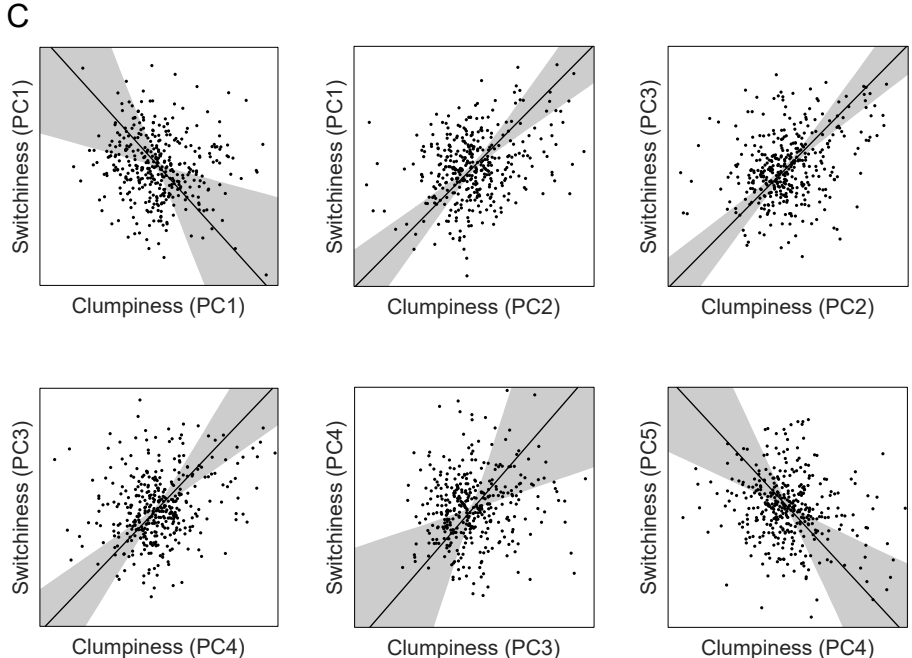 C
Switchiness (PC1)
Clumpiness (PC1)
Switchiness (PC1)
Clumpiness (PC2)
Switchiness (PC3)
Clumpiness (PC2)
Switchiness (PC3)
Clumpiness (PC4)
Switchiness (PC4)
Clumpiness (PC3)
Switchiness (PC5)
Clumpiness (PC4)